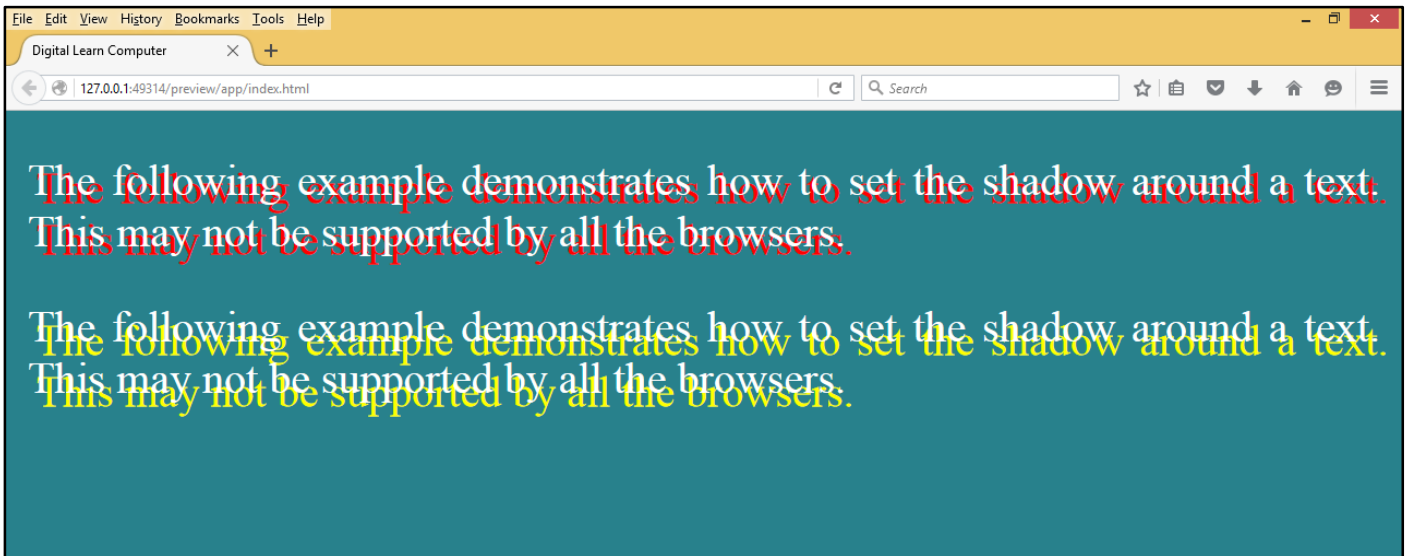 File Edit View History Bookmarks Tools Help
Digital Learn Computer
127.0.0.1:49314/preview/app/index.html
Search
The following example demonstrates how to set the shadow around a text.
This may not be supported by all the browsers.
The following example demonstrates how to set the shadow around a text.
This may not be supported by all the browsers.